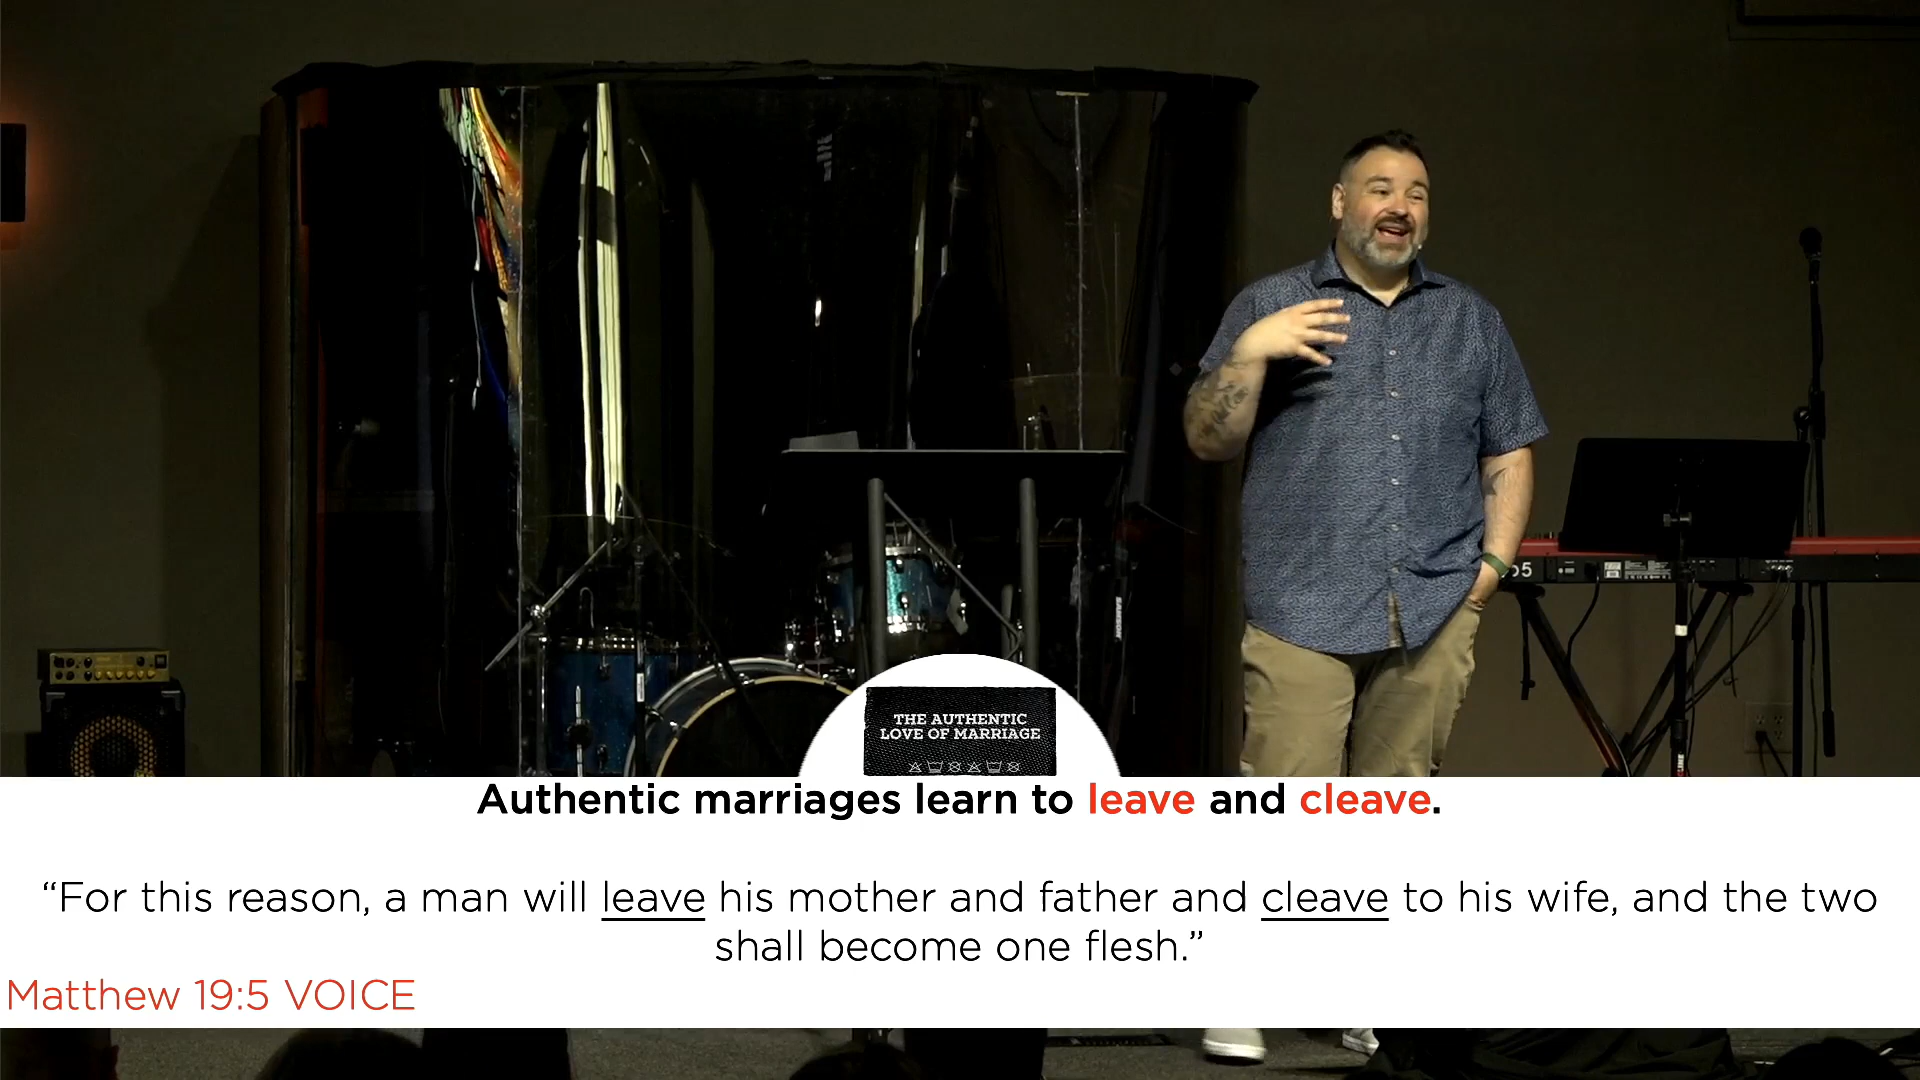 THE AUTHENTIC
LOVE OF MARRIAGE
SAMSON
Authentic marriages learn to leave and cleave.
“For this reason, a man will leave his mother and father and cleave to his wife, and the two
shall become one flesh.”
Matthew 19:5 VOICE